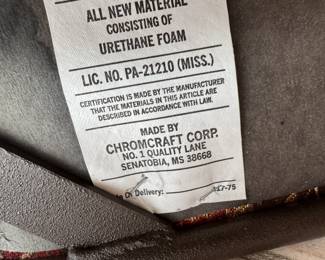 ALL NEW MATERIAL
CONSISTING OF
URETHANE FOAM
LIC. NO. PA-21210 (MISS.)
CERTIFICATION IS MADE BY THE MANUFACTURER
THAT THE MATERIALS IN THIS ARTICLE ARE
DESCRIBED IN ACCORDANCE WITH LAW.
MADE BY
CHROMCRAFT CORP.
NO. 1 QUALITY LANE
SENATOBIA, MS 38668
Of Delivery: